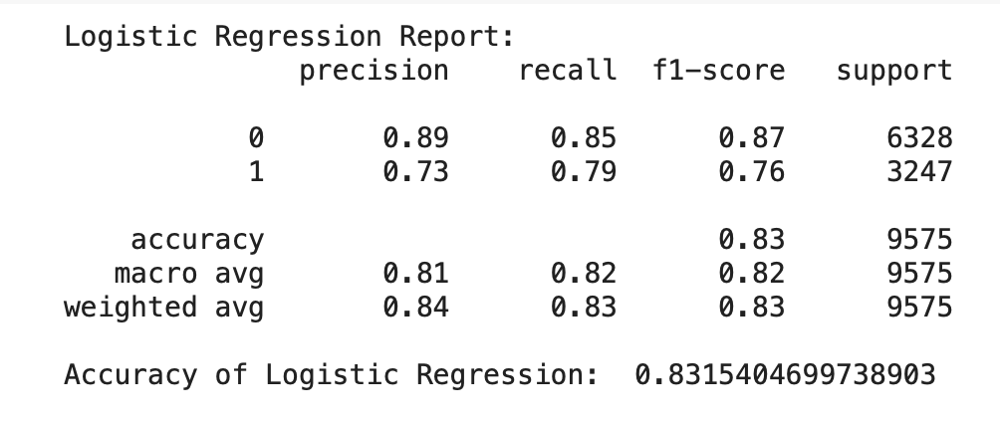 Logistic Regression Report:
precision recall f1-score support
0 0.89 0.85 0.87 6328
1 0.73 0.79 0.76 3247
accuracy 0.83 9575
macro avg 0.81 0.82 0.82 9575
weighted avg 0.84 0.83 0.83 9575
Accuracy of Logistic Regression: 0.8315404699738903